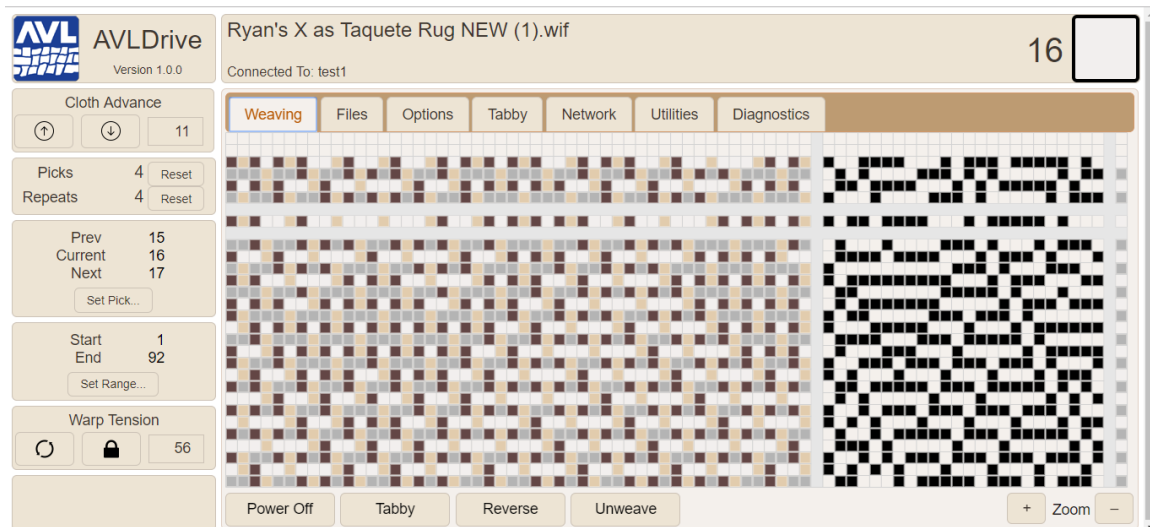 AVL
AVLDrive
Version 1.0.0
Ryan's X as Taquete Rug NEW (1).wif
Connected To: test1
16
Cloth Advance
11
Picks 4 Reset
Repeats 4 Reset
Prev 15
Current 16
Next 17
Set Pick...
Start 1
End 92
Set Range...
Warp Tension
56
Weaving Files Options Tabby Network Utilities Diagnostics
Power Off Tabby Reverse Unweave
+ Zoom −